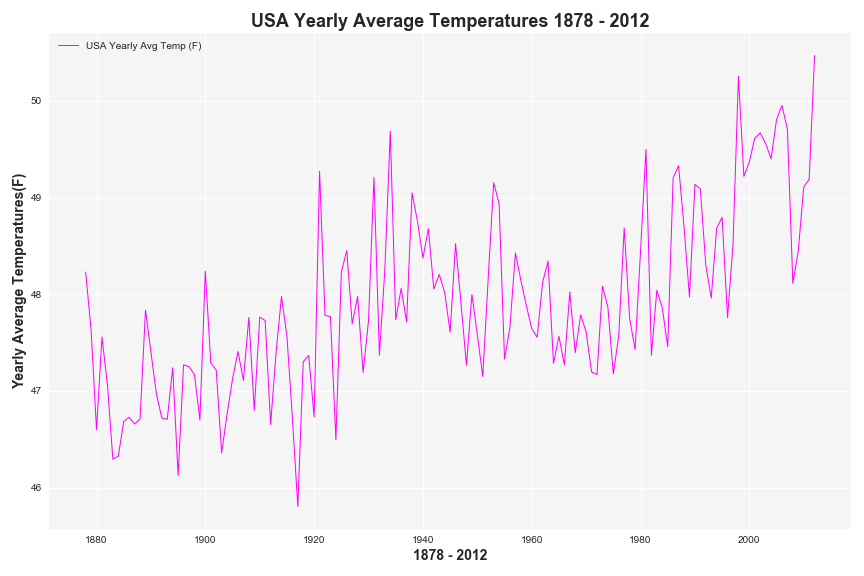 USA Yearly Average Temperatures 1878 - 2012
USA Yearly Avg Temp (F)
Yearly Average Temperatures(F)
50
49
48
47
46
1880 1900 1920 1940 1960 1980 2000
1878 - 2012